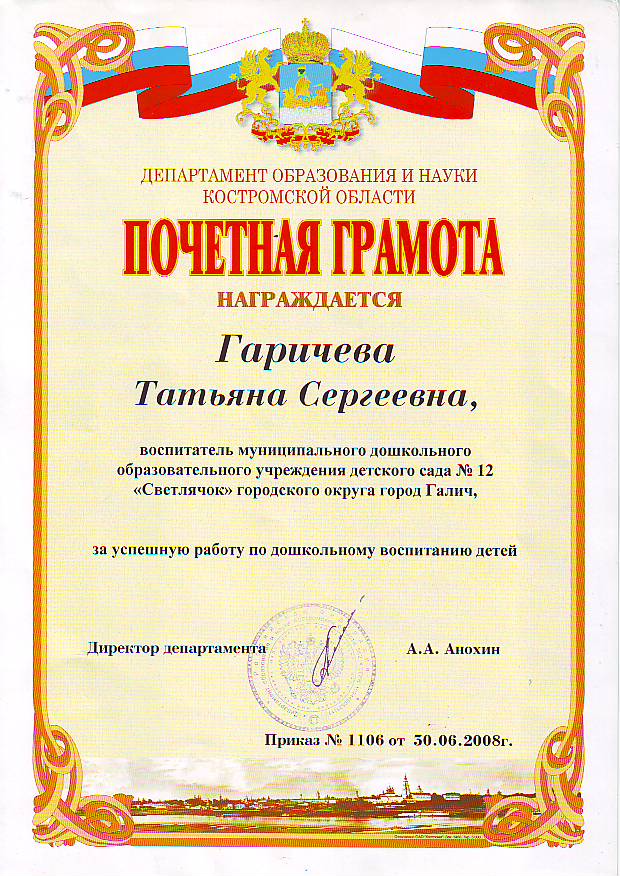 ДЕПАРТАМЕНТ ОБРАЗОВАНИЯ И НАУКИ
КОСТРОМСКОЙ ОБЛАСТИ
ПОЧЕТНАЯ ГРАМОТА
НАГРАЖДАЕТСЯ
Гаричева
Татьяна Сергеевна,
воспитатель муниципального дошкольного
образовательного учреждения детского сада № 12
«Светлячок» городского округа город Галич,
за успешную работу по дошкольному воспитанию детей
Директор департамента А.А. Анохин
Приказ № 1106 от 30.06.2008г.